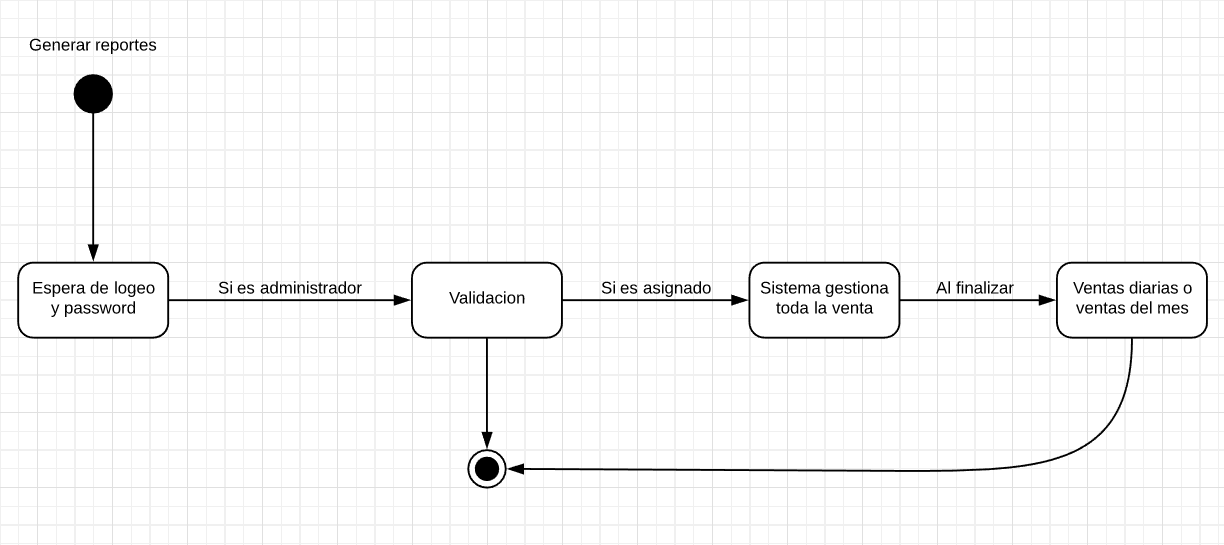 Generar reportes
Espera de logeo
y password
Si es administrador
Validacion
Si es asignado
Sistema gestiona
toda la venta
Al finalizar
Ventas diarias o
ventas del mes